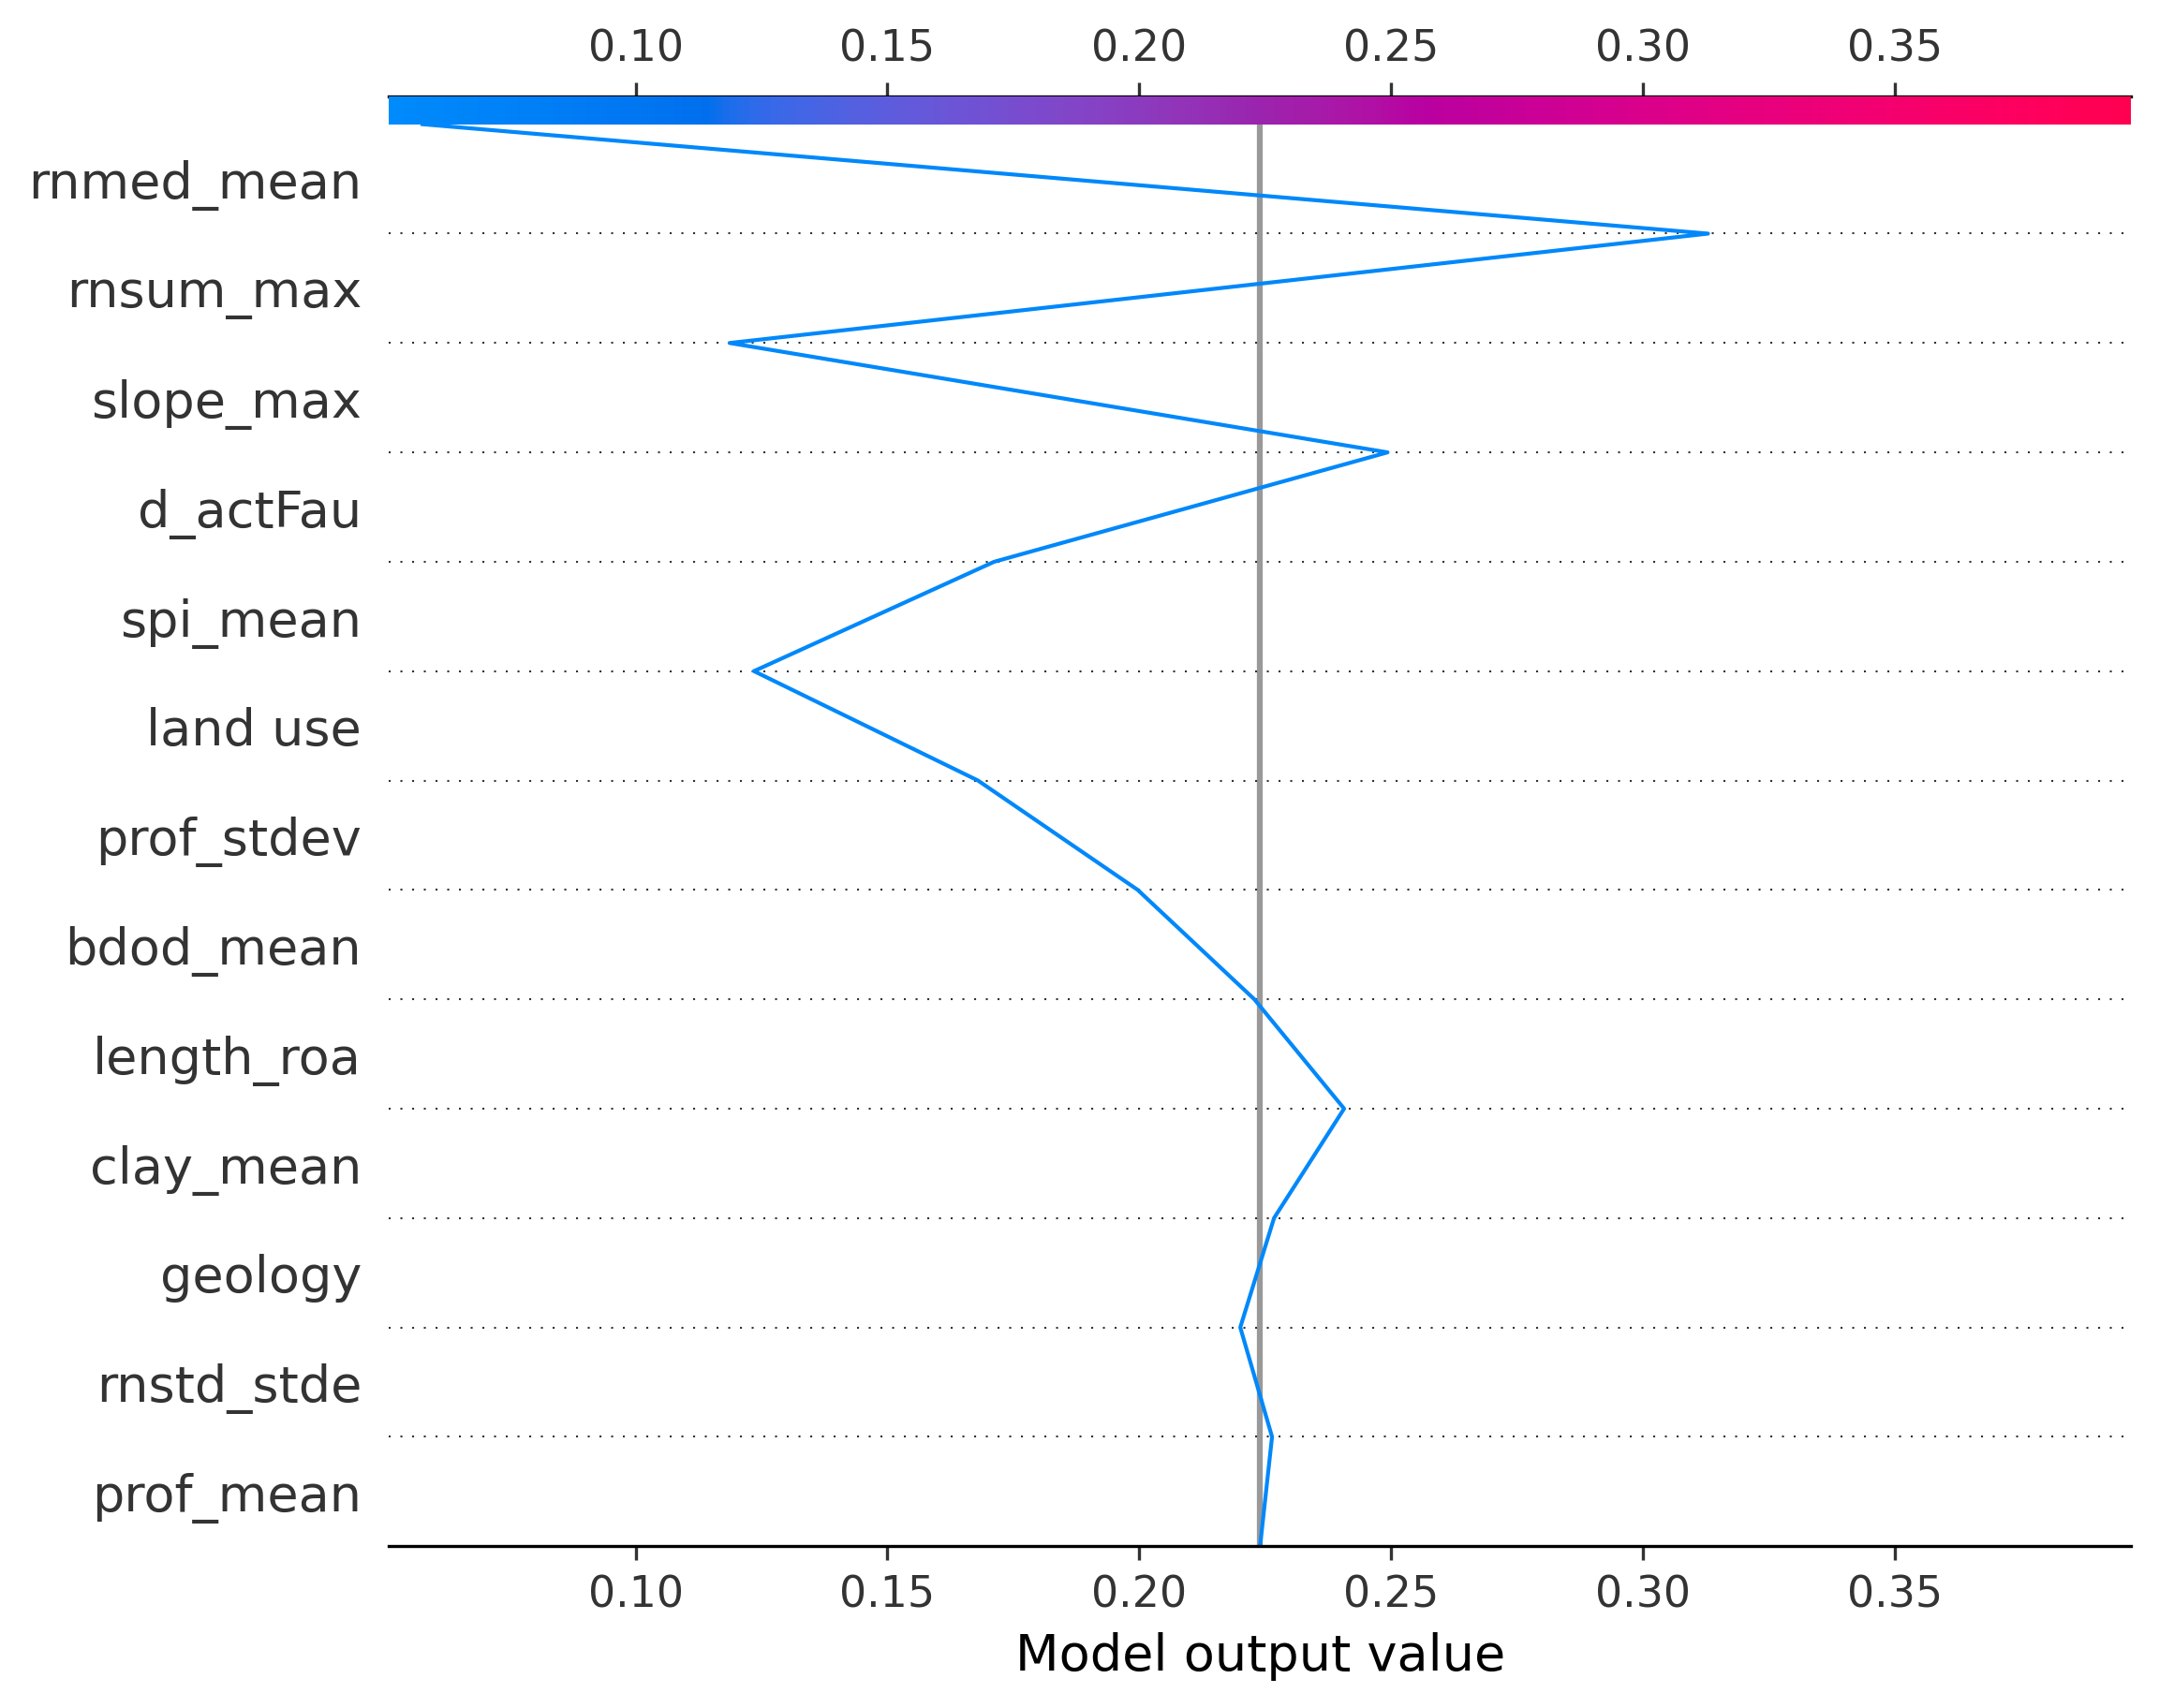 0.10 0.15 0.20 0.25 0.30 0.35
rnmed_mean
rnsum_max
slope_max
d_actFau
spi_mean
land use
prof_stdev
bdod_mean
length_roa
clay_mean
geology
rnstd_stde
prof_mean
0.10 0.15 0.20 0.25 0.30 0.35
Model output value